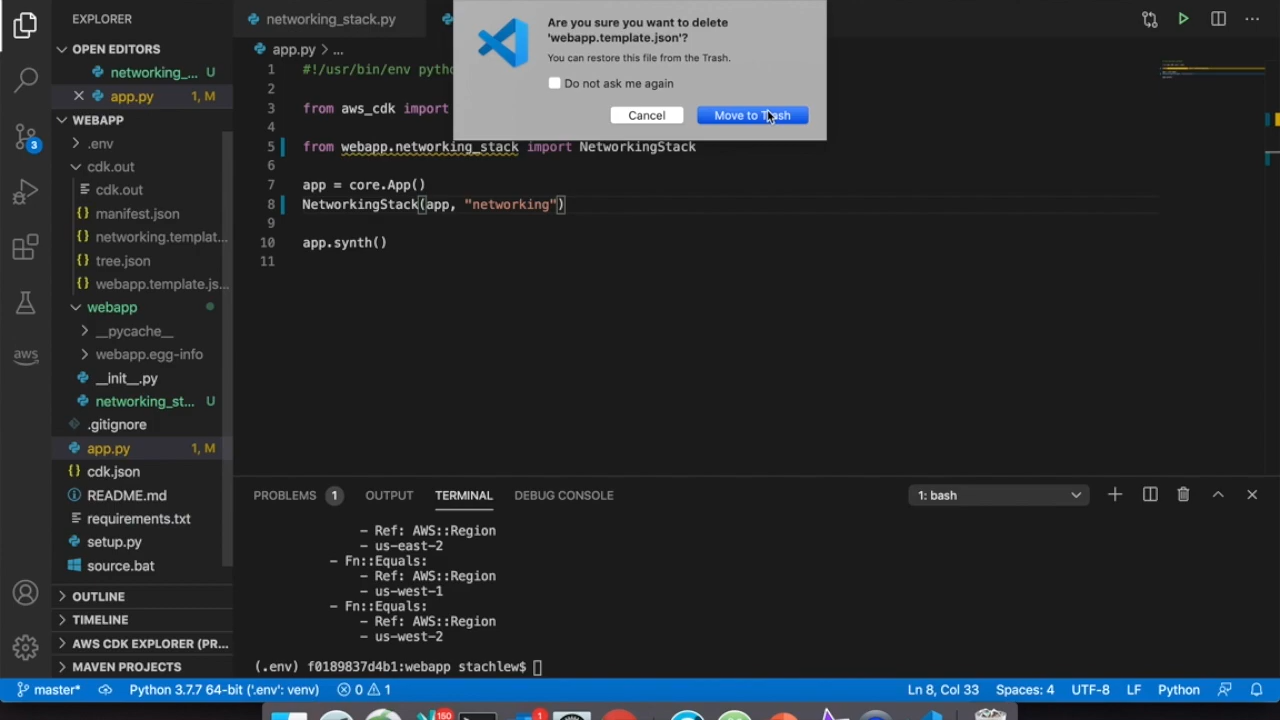 EXPLORER
OPEN EDITORS
networking_... U
app.py 1, M
WEBAPP
.env
cdk.out
cdk.out
manifest.json
networking.templat...
tree.json
webapp.template.js...
webapp
__pycache__
webapp.egg-info
__init__.py
networking_st... U
.gitignore
app.py 1, M
cdk.json
README.md
requirements.txt
setup.py
source.bat
OUTLINE
TIMELINE
AWS CDK EXPLORER (PR...
MAVEN PROJECTS
3
aws
networking_stack.py
app.py > ...
Are you sure you want to delete
'webapp.template.json'?
You can restore this file from the Trash.
Do not ask me again
Cancel Move to Trash
1 #!/usr/bin/env pytho
2
3 from aws_cdk import
4
5 from webapp.networking_stack import NetworkingStack
6
7 app = core.App()
8 NetworkingStack(app, "networking")
9
10 app.synth()
11
PROBLEMS 1 OUTPUT TERMINAL DEBUG CONSOLE 1: bash
- Ref: AWS::Region
- us-east-2
- Fn::Equals:
- Ref: AWS::Region
- us-west-1
- Fn::Equals:
- Ref: AWS::Region
- us-west-2
(.env) f0189837d4b1:webapp stachlew$
master* Python 3.7.7 64-bit ('.env': venv) 0 1 Ln 8, Col 33 Spaces: 4 UTF-8 LF Python
150 1